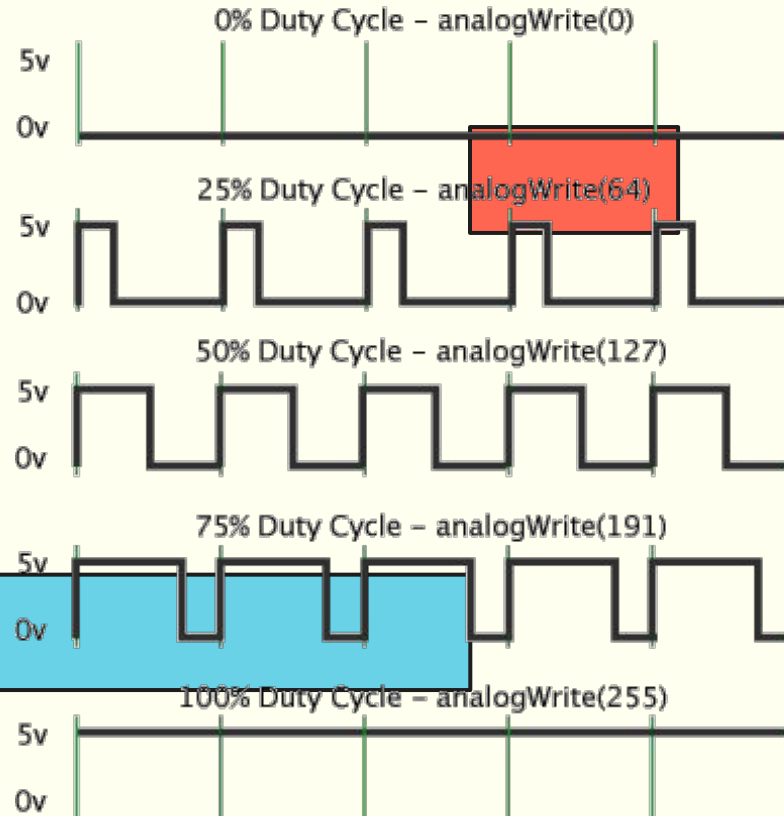 0% Duty Cycle – analogWrite(0)
5v
0v
25% Duty Cycle – analogWrite(64)
5v
0v
50% Duty Cycle – analogWrite(127)
5v
0v
75% Duty Cycle – analogWrite(191)
5v
0v
100% Duty Cycle – analogWrite(255)
5v
0v